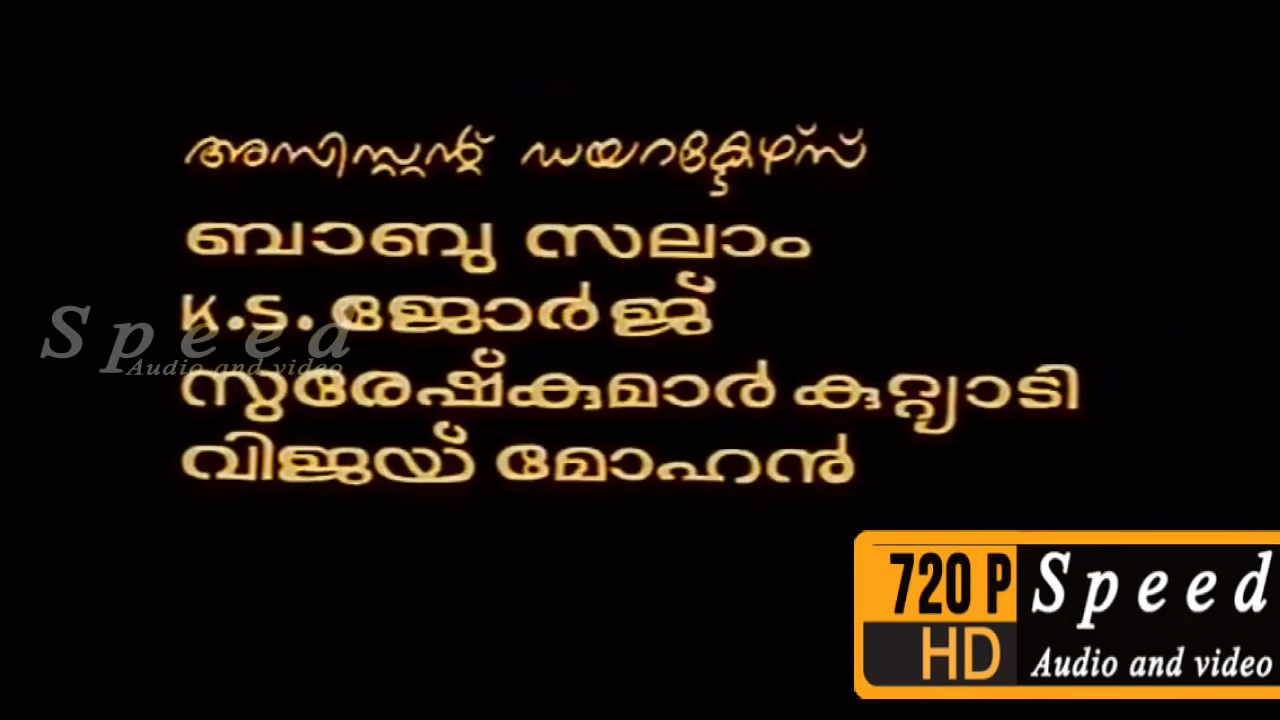 അസിസ്റ്റന്റ് ഡയറക്ടേഴ്സ്
ബാബു സലാം
K.ട. ജോർജ്
സുരേഷ്കുമാർ കുറ്റ്യാടി
വിജയ് മോഹൻ
Speed
Audio and video
720 P
HD
Speed
Audio and video